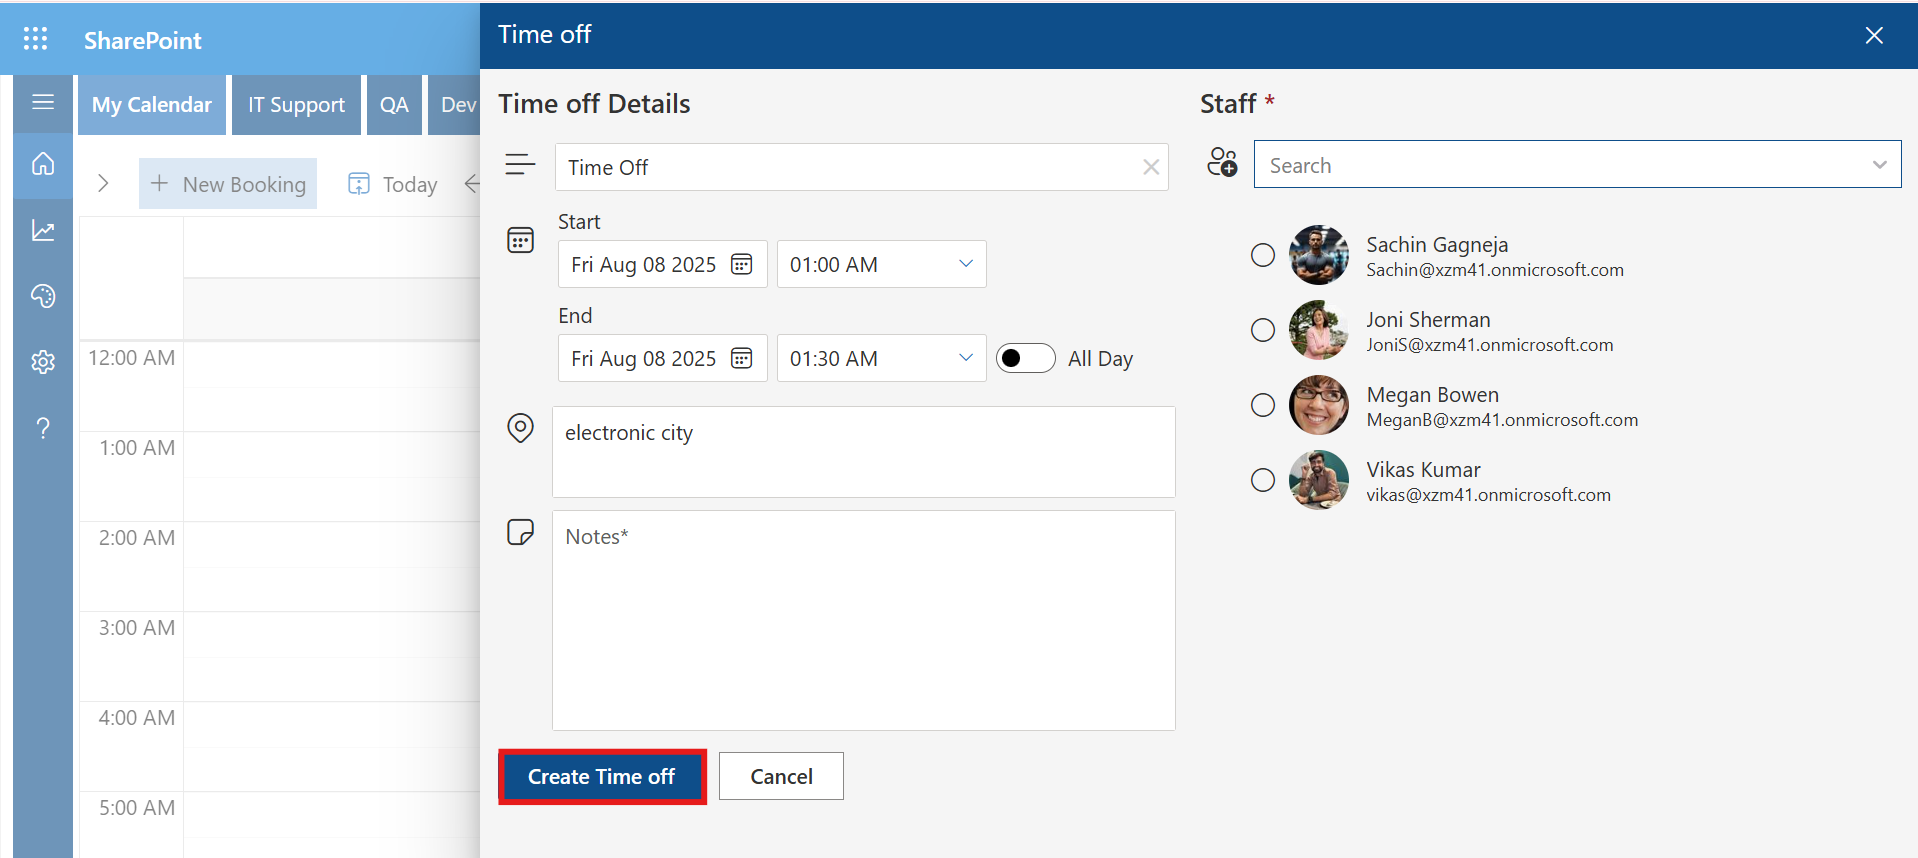 SharePoint
My Calendar
IT Support
QA
Dev
New Booking
Today
12:00 AM
1:00 AM
2:00 AM
3:00 AM
4:00 AM
5:00 AM
Time off
Time off Details
Time Off
Start
Fri Aug 08 2025
01:00 AM
End
Fri Aug 08 2025
01:30 AM
All Day
electronic city
Notes*
Create Time off
Cancel
Staff *
Search
Sachin Gagneja
Sachin@xzm41.onmicrosoft.com
Joni Sherman
JoniS@xzm41.onmicrosoft.com
Megan Bowen
MeganB@xzm41.onmicrosoft.com
Vikas Kumar
vikas@xzm41.onmicrosoft.com